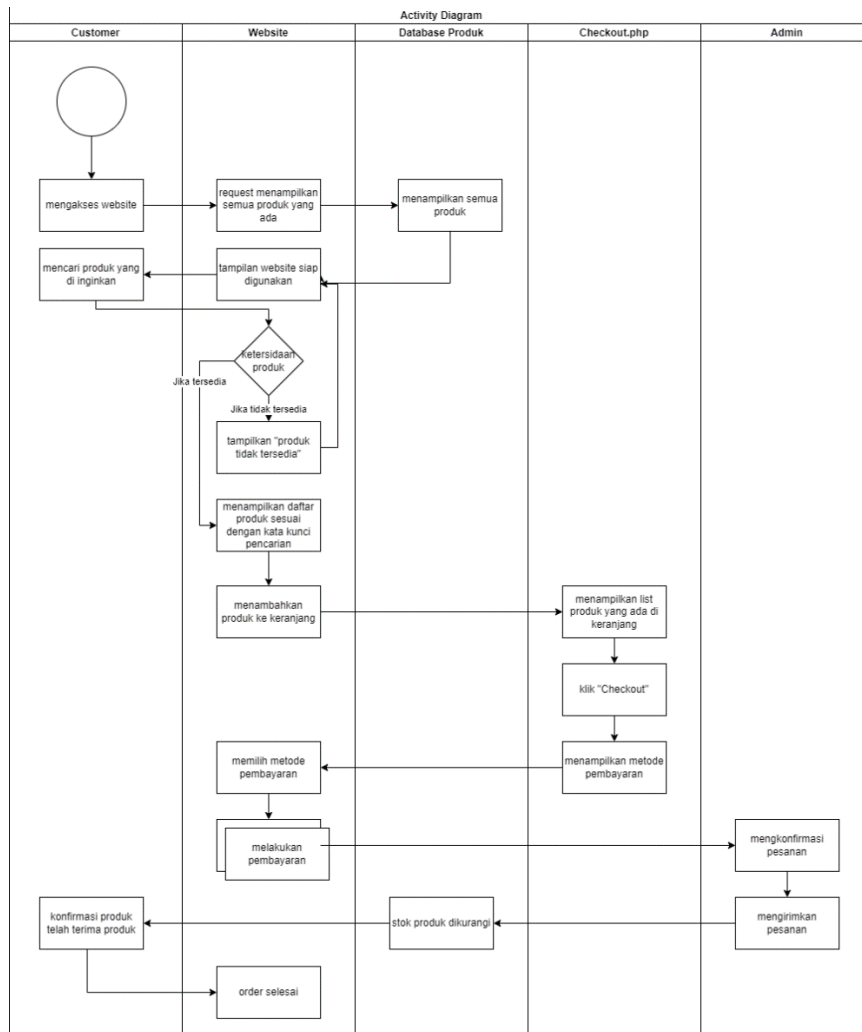 Activity Diagram
Customer
Website
Database Produk
Checkout.php
Admin
mengakses website
request menampilkan
semua produk yang
ada
menampilkan semua
produk
mencari produk yang
di inginkan
tampilan website siap
digunakan
ketersidaan
produk
Jika tersedia
Jika tidak tersedia
tampilkan "produk
tidak tersedia"
menampilkan daftar
produk sesuai
dengan kata kunci
pencarian
menambahkan
produk ke keranjang
menampilkan list
produk yang ada di
keranjang
klik "Checkout"
memilih metode
pembayaran
menampilkan metode
pembayaran
melakukan
pembayaran
mengkonfirmasi
pesanan
konfirmasi produk
telah terima produk
stok produk dikurangi
mengirimkan
pesanan
order selesai